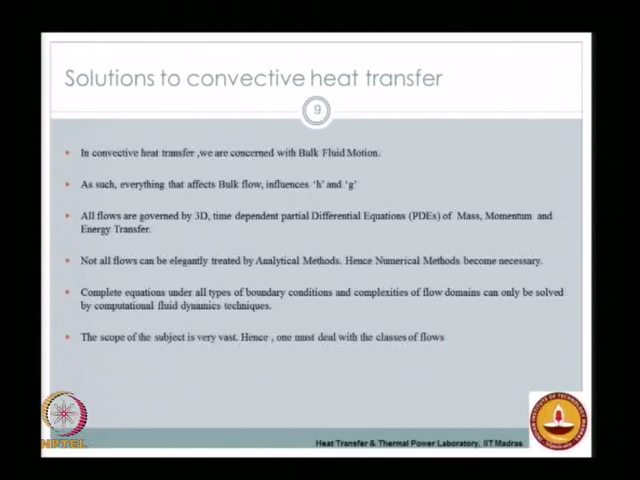 Solutions to convective heat transfer
9
In convective heat transfer ,we are concerned with Bulk Fluid Motion.
As such, everything that affects Bulk flow, influences 'h' and 'g'
All flows are governed by 3D, time dependent partial Differential Equations (PDEs) of Mass, Momentum and
Energy Transfer.
Not all flows can be elegantly treated by Analytical Methods. Hence Numerical Methods become necessary.
Complete equations under all types of boundary conditions and complexities of flow domains can only be solved
by computational fluid dynamics techniques.
The scope of the subject is very vast. Hence , one must deal with the classes of flows
NPTEL
Heat Transfer & Thermal Power Laboratory, IIT Madras